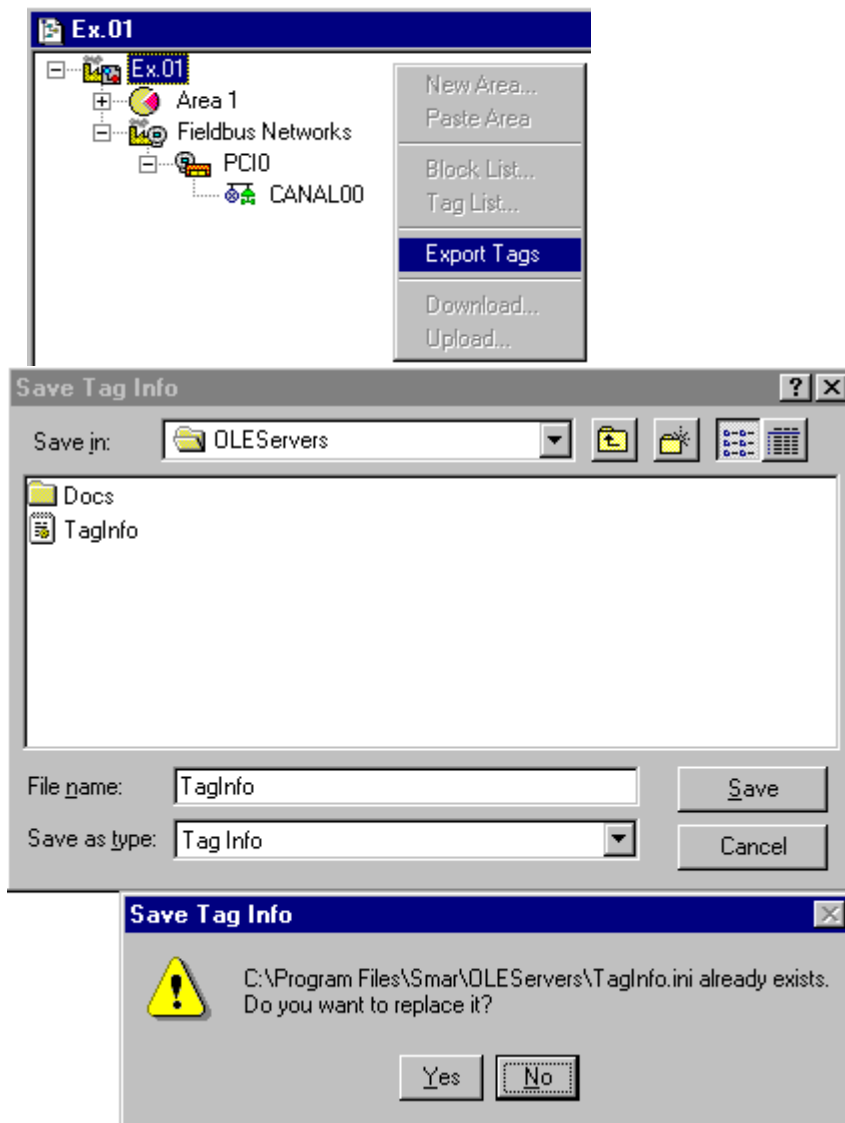 Ex.01
Ex.01
Area 1
Fieldbus Networks
PCI0
CANAL00
New Area...
Paste Area
Block List...
Tag List...
Export Tags
Download...
Upload...
Save Tag Info
Save in: OLEServers
Docs
TagInfo
File name: TagInfo Save
Save as type: Tag Info Cancel
Save Tag Info
C:\Program Files\Smar\OLEServers\TagInfo.ini already exists.
Do you want to replace it?
Yes No